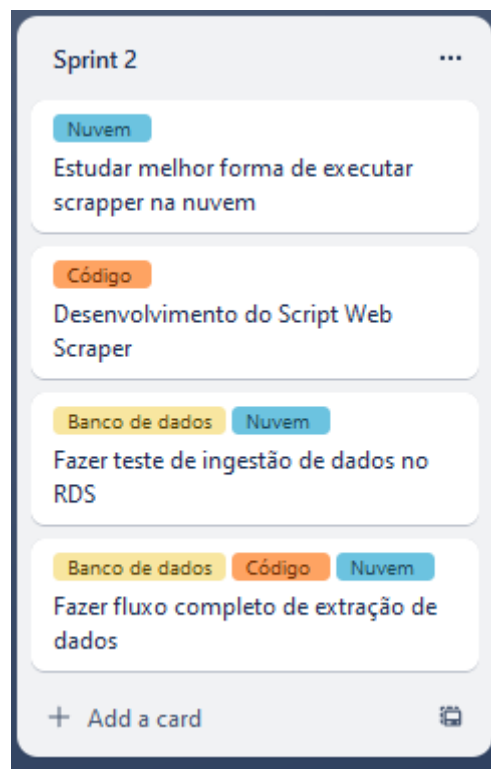 Sprint 2
Nuvem
Estudar melhor forma de executar
scrapper na nuvem
Código
Desenvolvimento do Script Web
Scraper
Banco de dados Nuvem
Fazer teste de ingestão de dados no
RDS
Banco de dados Código Nuvem
Fazer fluxo completo de extração de
dados
+ Add a card